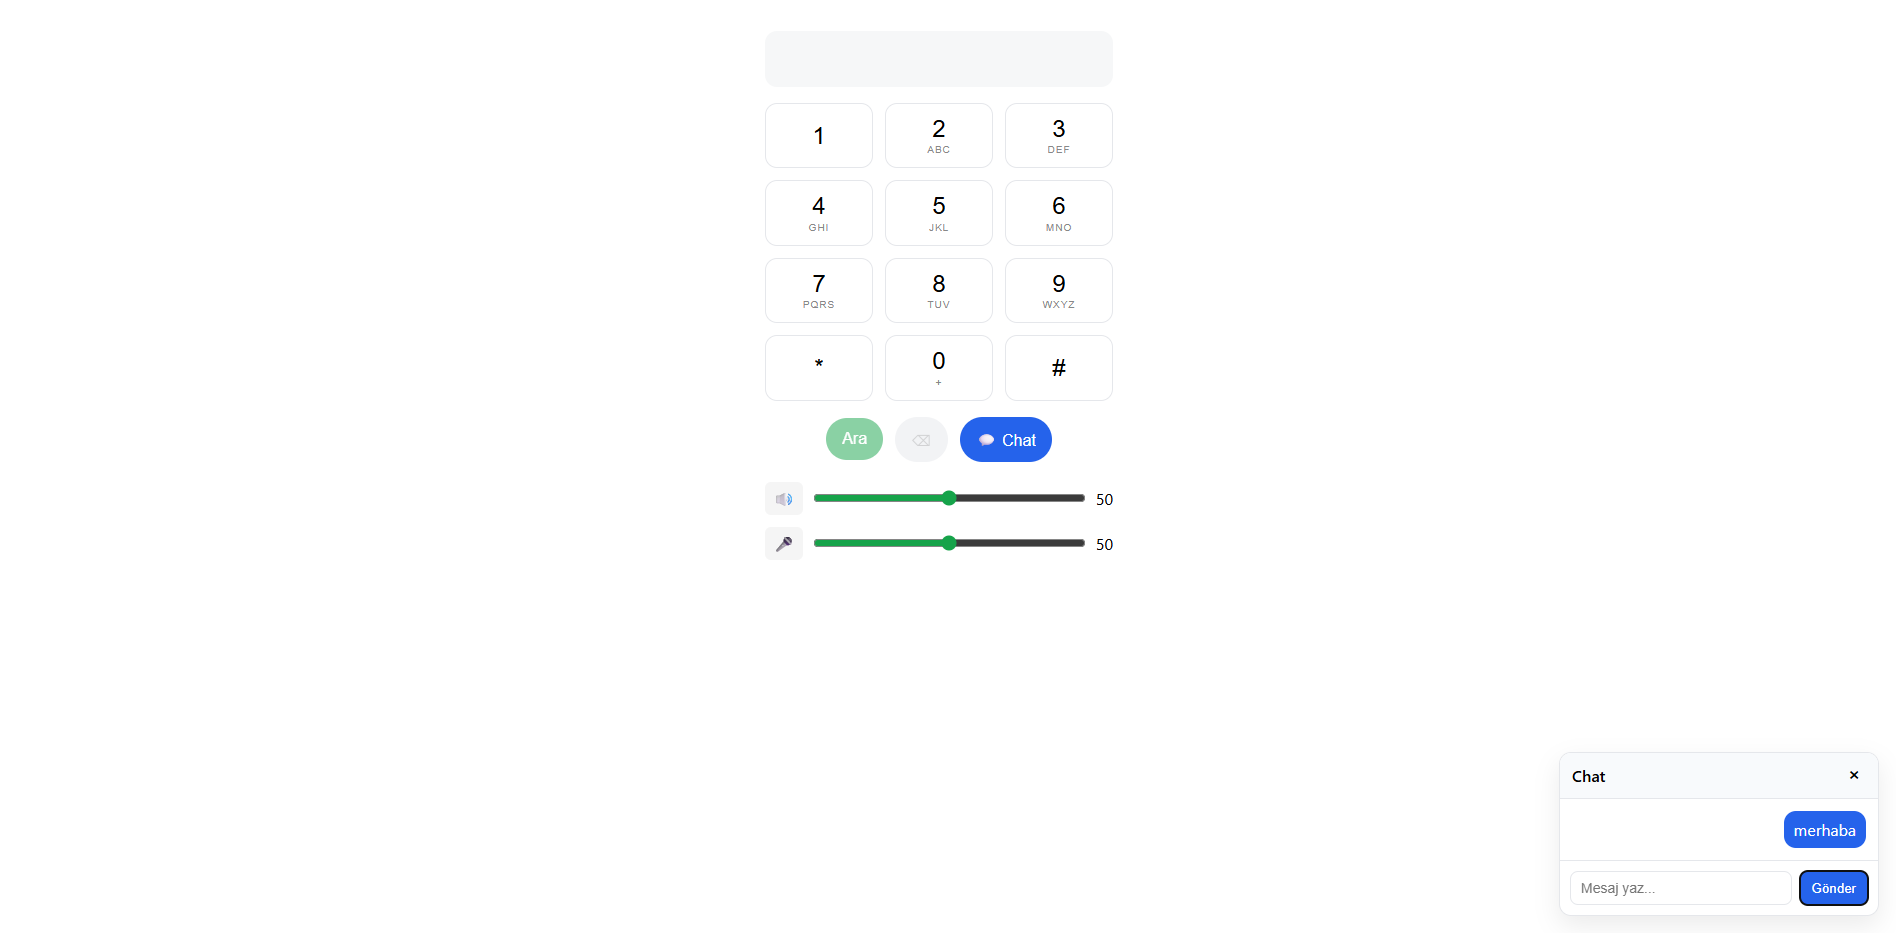 1 2 3
ABC DEF
4 5 6
GHI JKL MNO
7 8 9
PQRS TUV WXYZ
* 0 #
+
Ara ⌫ Chat
50
50
Chat ×
merhaba
Mesaj yaz... Gönder